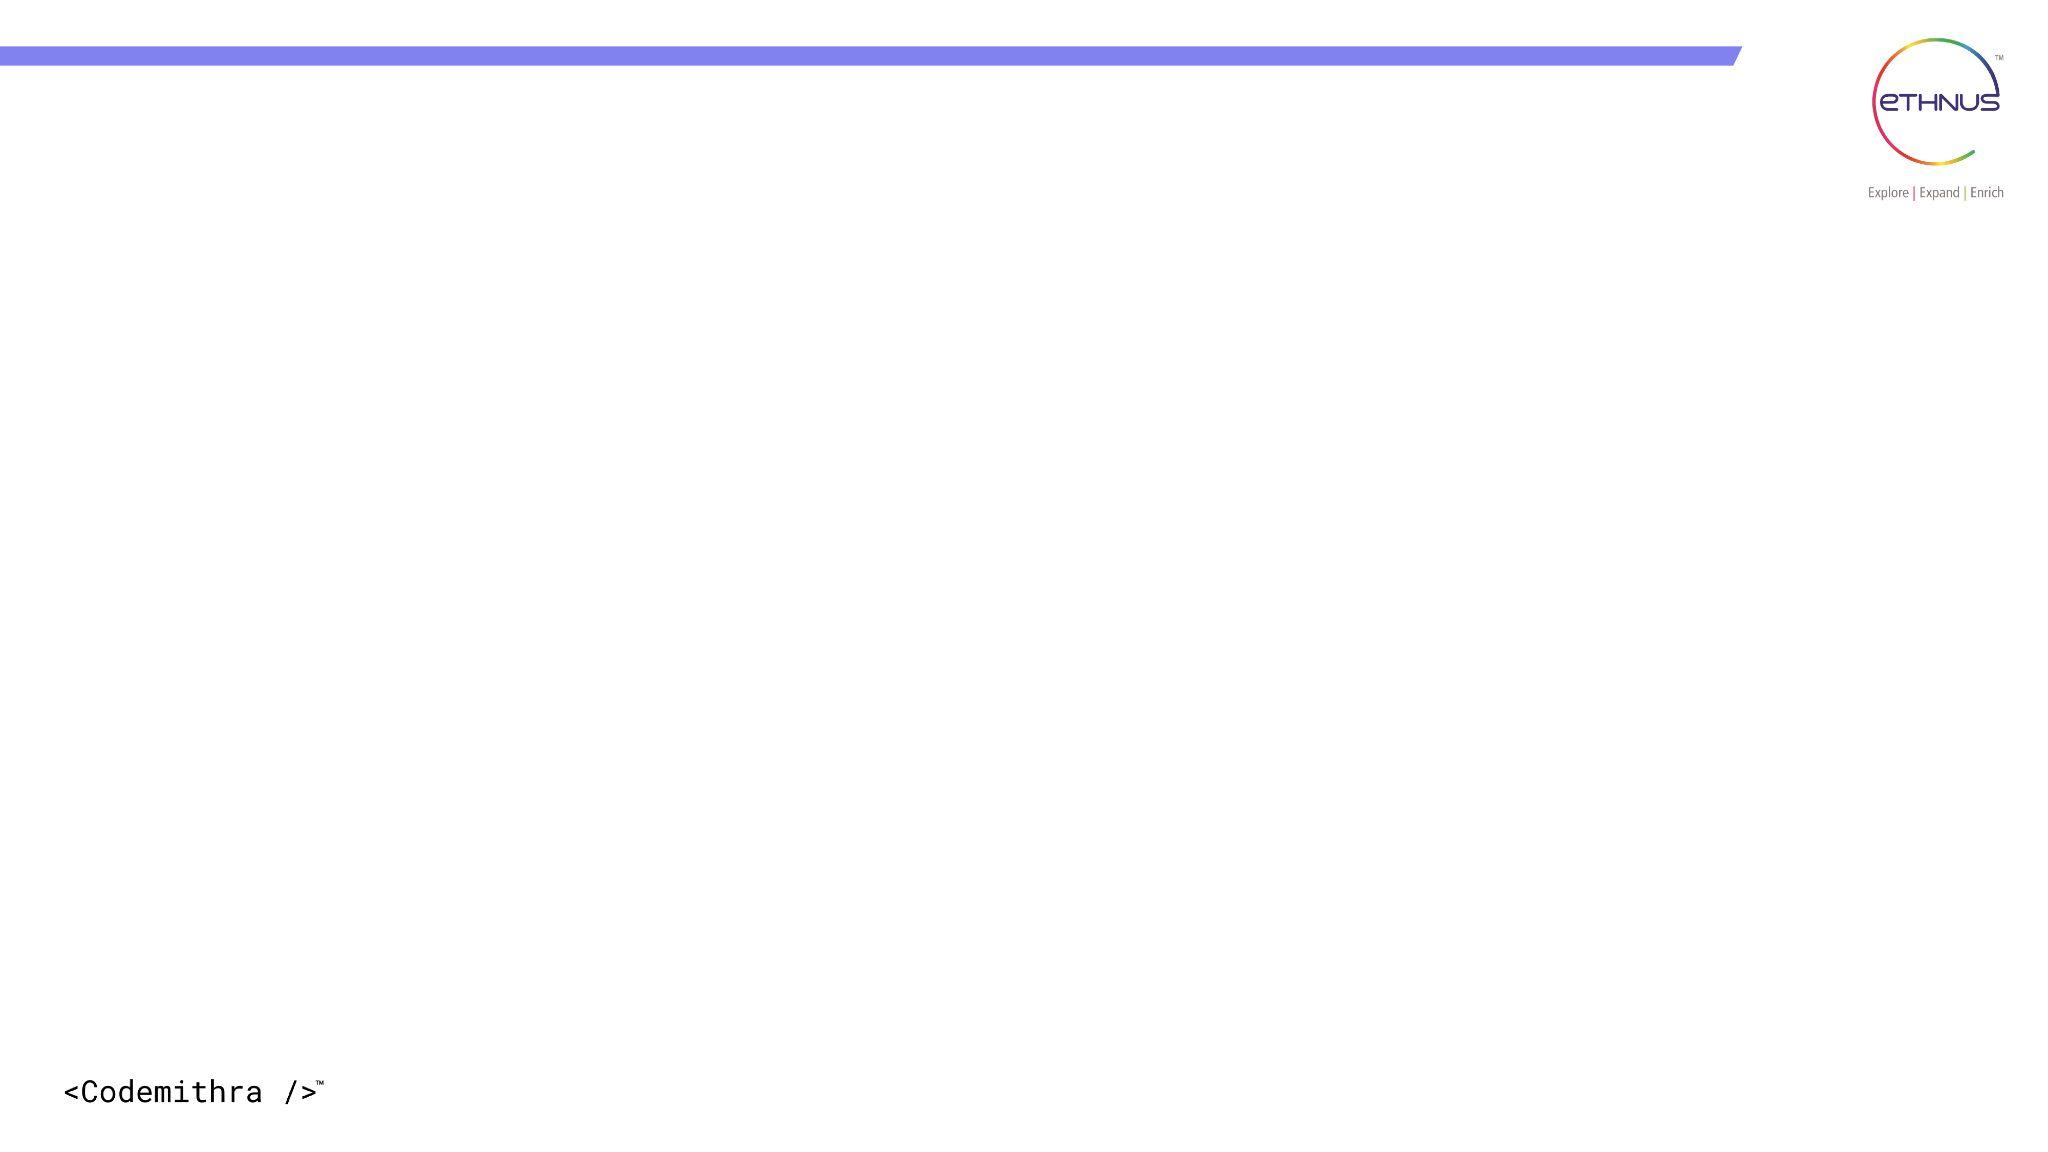 ™
eTHNUS
Explore | Expand | Enrich
<Codemithra />™